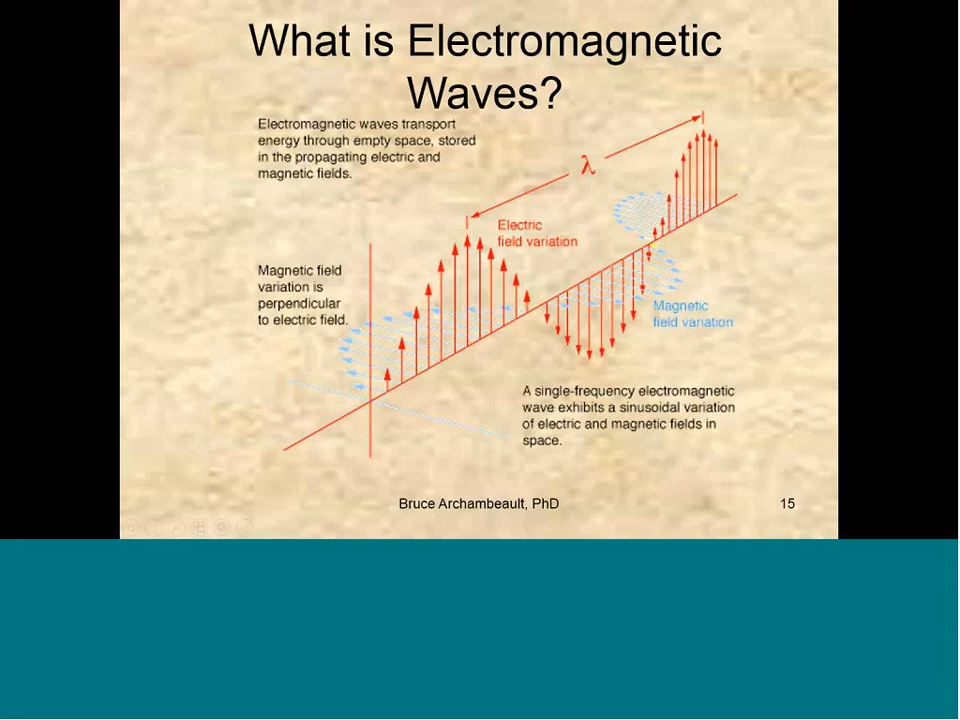 What is Electromagnetic
Waves?
Electromagnetic waves transport
energy through empty space, stored
in the propagating electric and
magnetic fields.
λ
Electric
field variation
Magnetic field
variation is
perpendicular
to electric field.
Magnetic
field variation
A single-frequency electromagnetic
wave exhibits a sinusoidal variation
of electric and magnetic fields in
space.
Bruce Archambeault, PhD
15